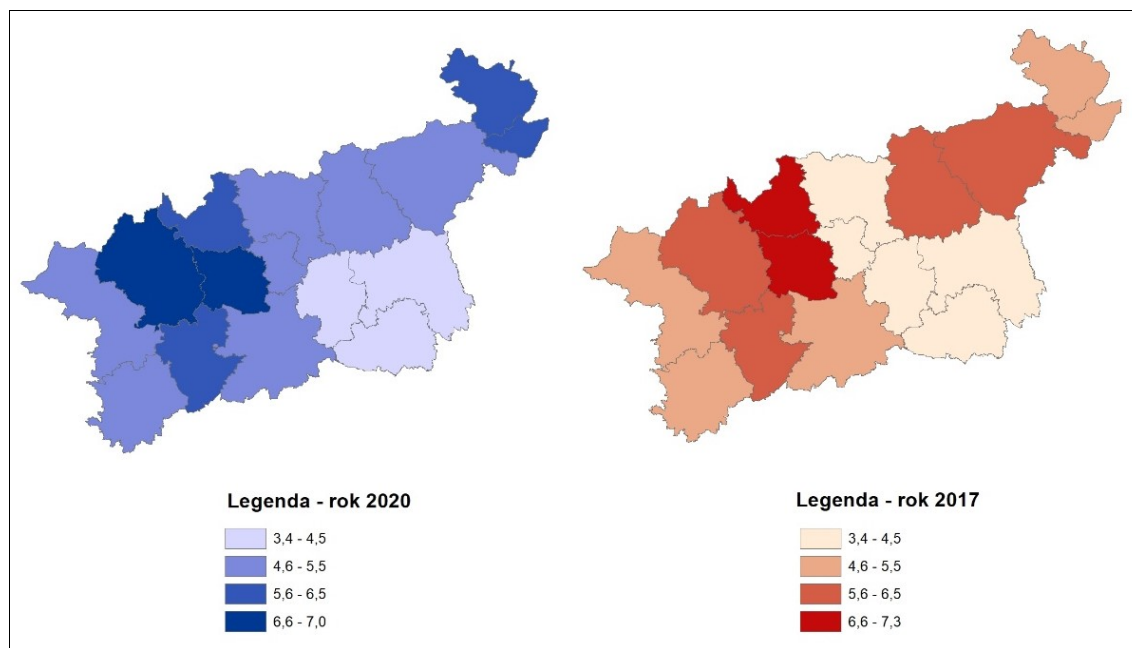 Legenda - rok 2020
3,4 - 4,5
4,6 - 5,5
5,6 - 6,5
6,6 - 7,0
Legenda - rok 2017
3,4 - 4,5
4,6 - 5,5
5,6 - 6,5
6,6 - 7,3